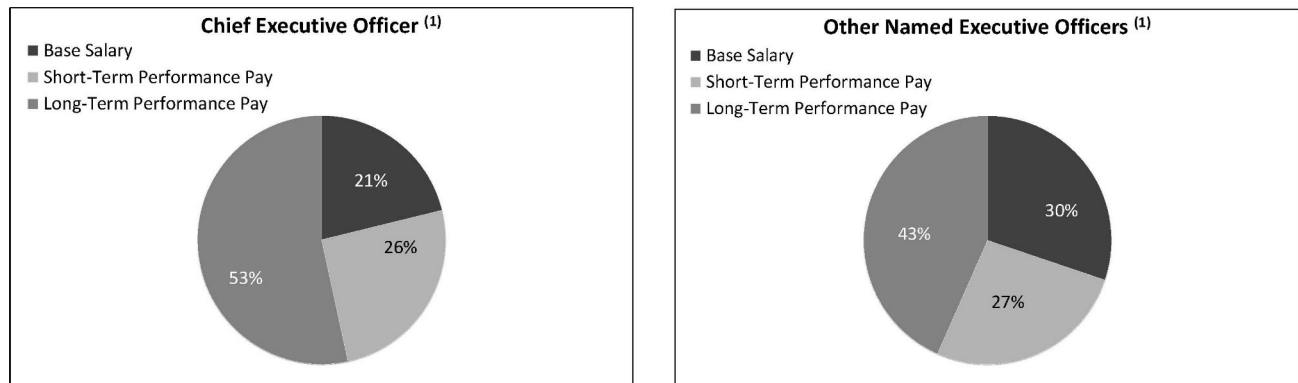 Chief Executive Officer (1)
Base Salary
Short-Term Performance Pay
Long-Term Performance Pay
21%
26%
53%
Other Named Executive Officers (1)
Base Salary
Short-Term Performance Pay
Long-Term Performance Pay
30%
43%
27%